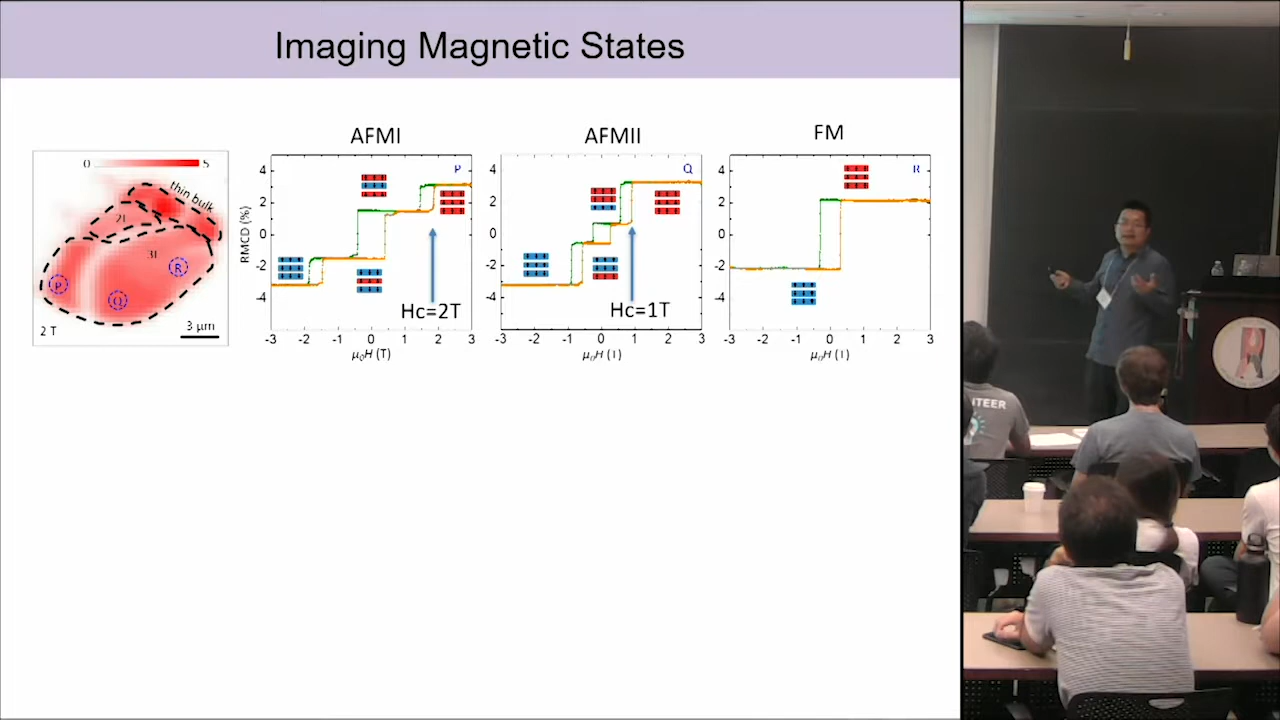 Imaging Magnetic States
AFMI
AFMII
FM
0 5
thin bulk
2L
3L
P
Q
R
2 T
3 μm
RMCD (%)
4
2
0
-2
-4
P
Hc=2T
-3 -2 -1 0 1 2 3
μ₀H (T)
4
2
0
-2
-4
Q
Hc=1T
-3 -2 -1 0 1 2 3
μ₀H (T)
4
2
0
-2
-4
R
-3 -2 -1 0 1 2 3
μ₀H (T)
NTEER